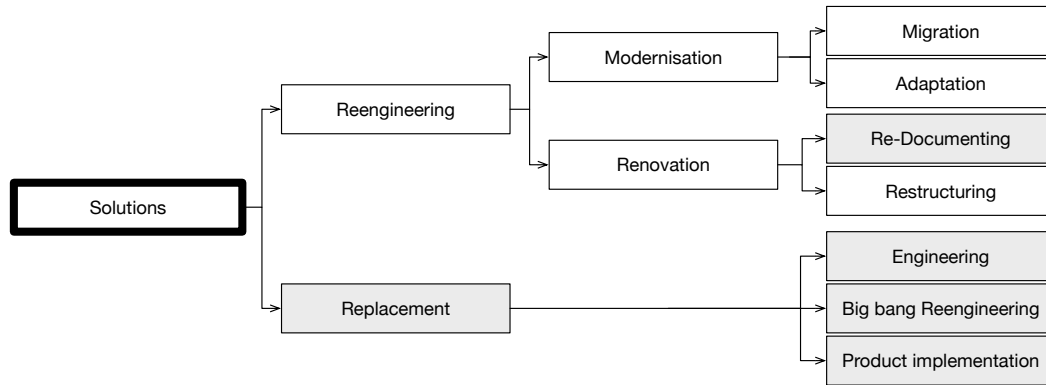 Solutions
Reengineering
Replacement
Modernisation
Renovation
Migration
Adaptation
Re-Documenting
Restructuring
Engineering
Big bang Reengineering
Product implementation